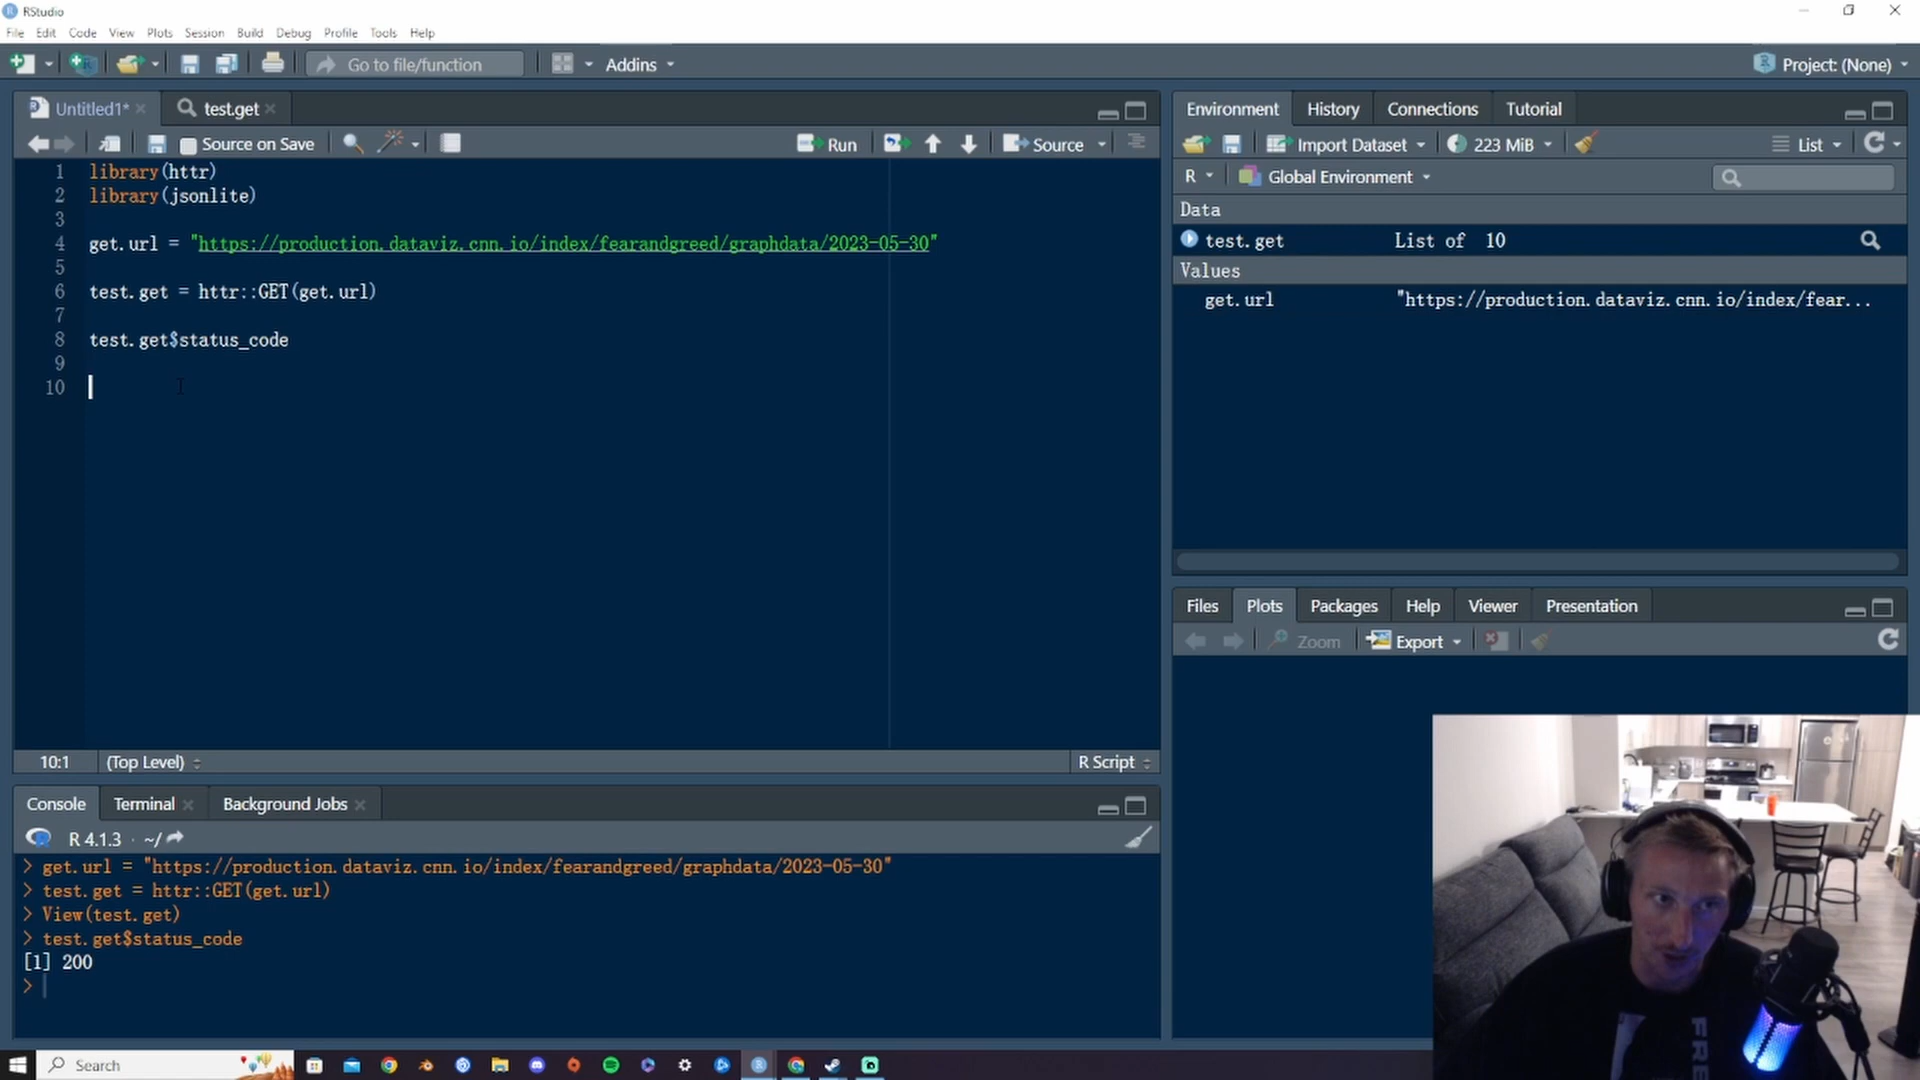 RStudio
File Edit Code View Plots Session Build Debug Profile Tools Help
Go to file/function Addins Project: (None)
Untitled1* test.get
Source on Save Run Source
1 library(httr)
2 library(jsonlite)
3
4 get.url = "https://production.dataviz.cnn.io/index/fearandgreed/graphdata/2023-05-30"
5
6 test.get = httr::GET(get.url)
7
8 test.get$status_code
9
10
10:1 (Top Level) R Script
Console Terminal Background Jobs
R 4.1.3 · ~/
> get.url = "https://production.dataviz.cnn.io/index/fearandgreed/graphdata/2023-05-30"
> test.get = httr::GET(get.url)
> View(test.get)
> test.get$status_code
[1] 200
>
Environment History Connections Tutorial
Import Dataset 223 MiB List
R Global Environment
Data
test.get List of 10
Values
get.url "https://production.dataviz.cnn.io/index/fear...
Files Plots Packages Help Viewer Presentation
Zoom Export
Search